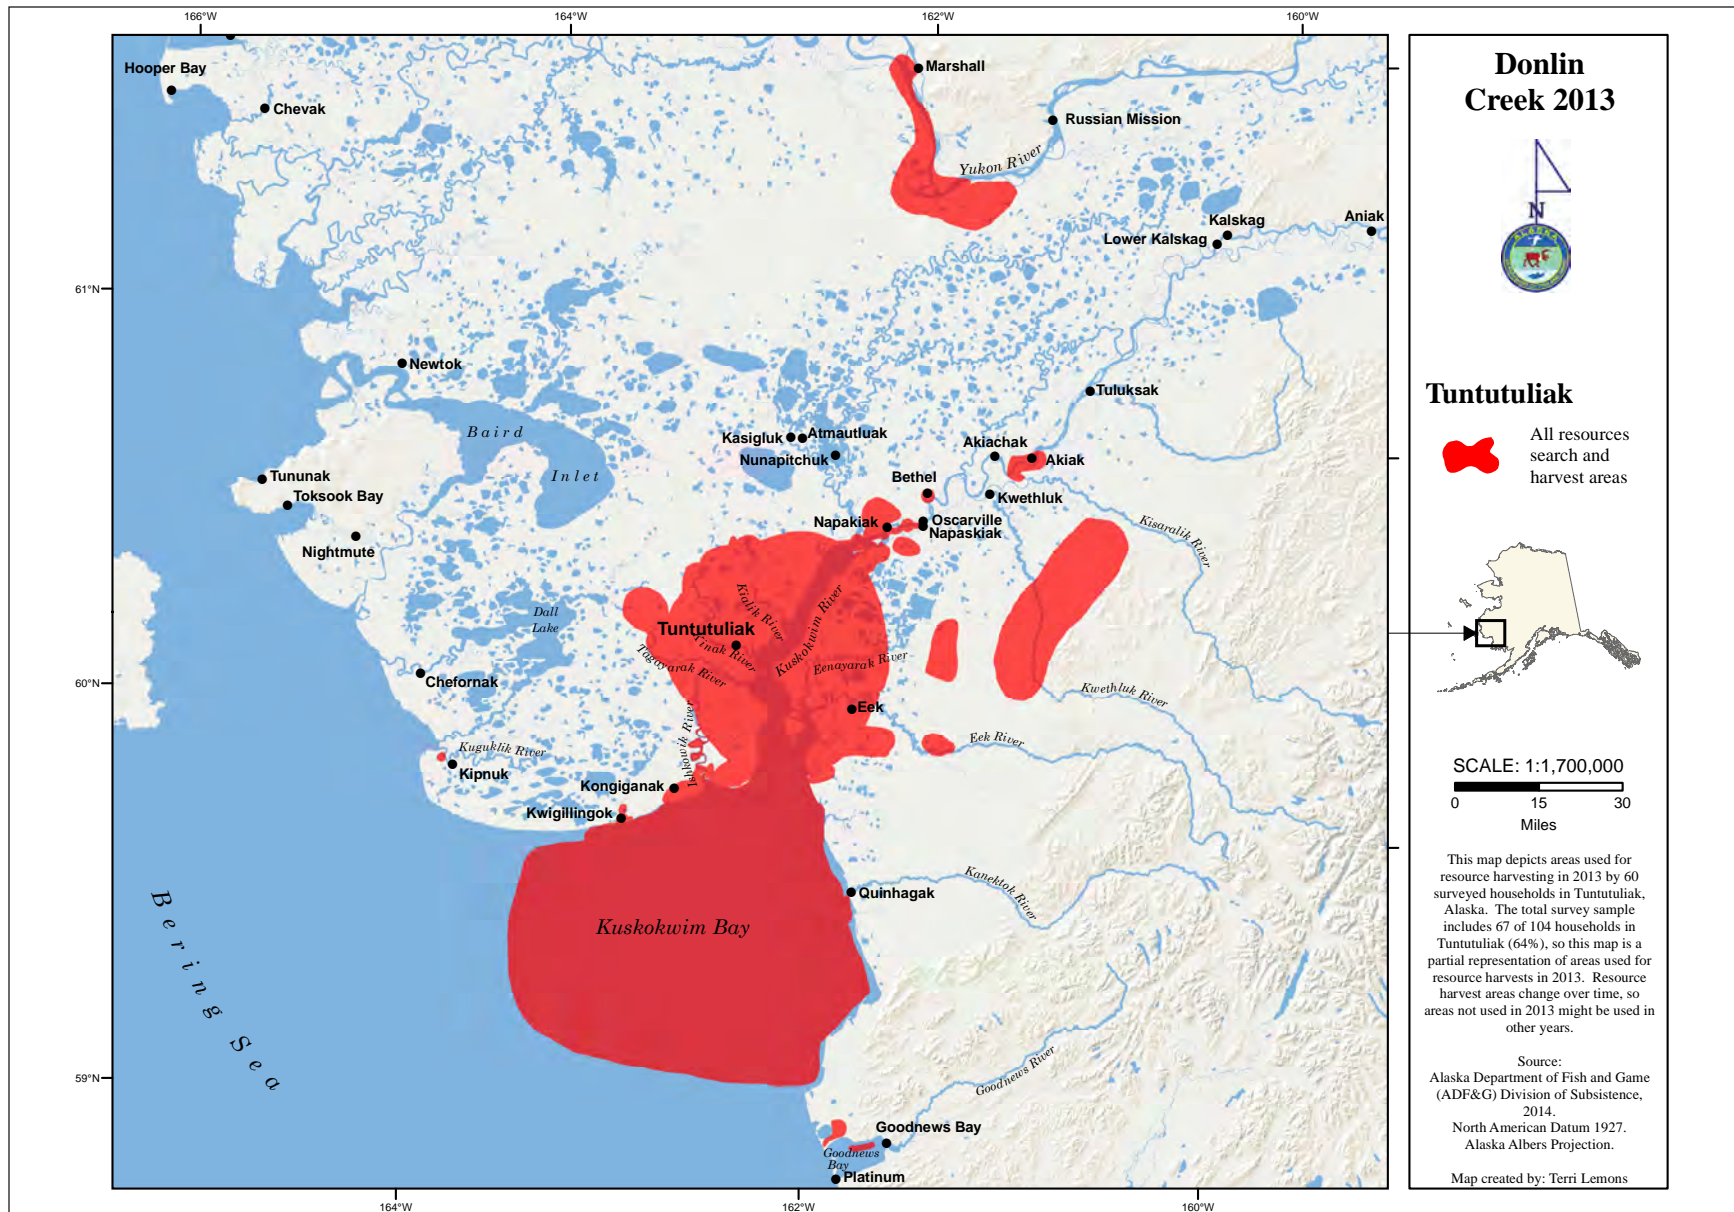 166°W
164°W
162°W
160°W
Hooper Bay
Chevak
Marshall
Russian Mission
Yukon River
Kalskag
Aniak
Lower Kalskag
61°N
Newtok
Tuluksak
Baird
Inlet
Kasigluk
Atmautluak
Nunapitchuk
Akiachak
Akiak
Tununak
Toksook Bay
Bethel
Kwethluk
Nightmute
Napakiak
Oscarville
Napaskiak
Kisaralik River
Dall
Lake
Kialik River
Tuntutuliak
Kinak River
Kuskokwim River
Tagayarak River
Eenayarak River
60°N
Chefornak
Kwethluk River
Eek
Eek River
Ishkowik River
Kuguklik River
Kipnuk
Kongiganak
Kwigillingok
Quinhagak
Kanektok River
Kuskokwim Bay
Bering Sea
59°N
Goodnews River
Goodnews Bay
Goodnews
Bay
Platinum
164°W
162°W
160°W
Donlin
Creek 2013
N
ALASKA
Tuntutuliak
All resources
search and
harvest areas
SCALE: 1:1,700,000
0 15 30
Miles
This map depicts areas used for
resource harvesting in 2013 by 60
surveyed households in Tuntutuliak,
Alaska. The total survey sample
includes 67 of 104 households in
Tuntutuliak (64%), so this map is a
partial representation of areas used for
resource harvests in 2013. Resource
harvest areas change over time, so
areas not used in 2013 might be used in
other years.
Source:
Alaska Department of Fish and Game
(ADF&G) Division of Subsistence,
2014.
North American Datum 1927.
Alaska Albers Projection.
Map created by: Terri Lemons